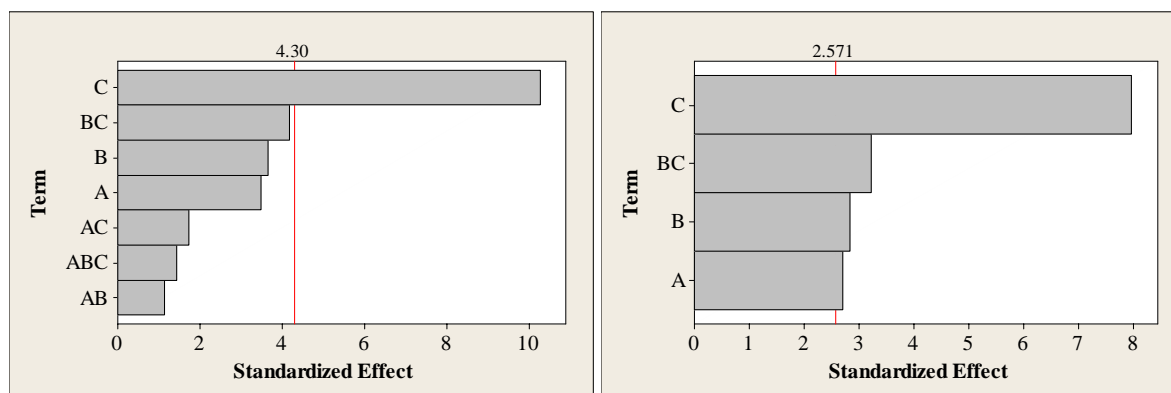 4.30
C
BC
B
A
AC
ABC
AB
Term
0 2 4 6 8 10
Standardized Effect
2.571
C
BC
B
A
Term
0 1 2 3 4 5 6 7 8
Standardized Effect